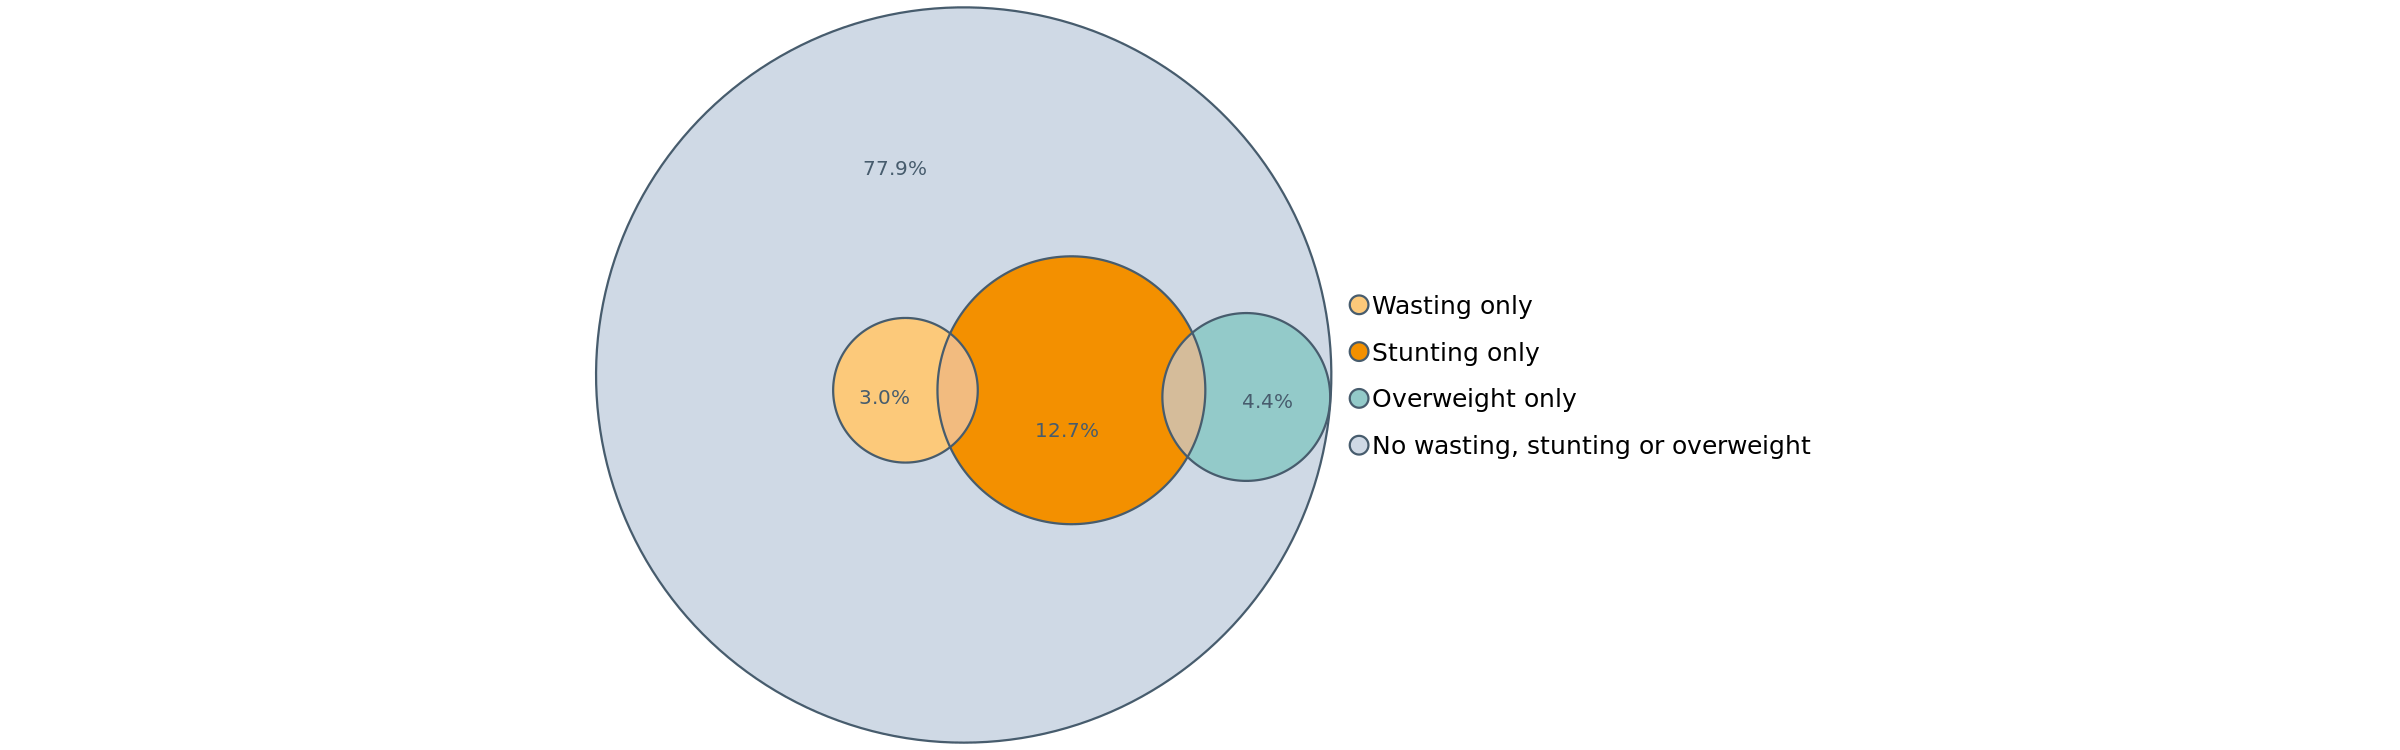 77.9%
3.0%
12.7%
4.4%
Wasting only
Stunting only
Overweight only
No wasting, stunting or overweight